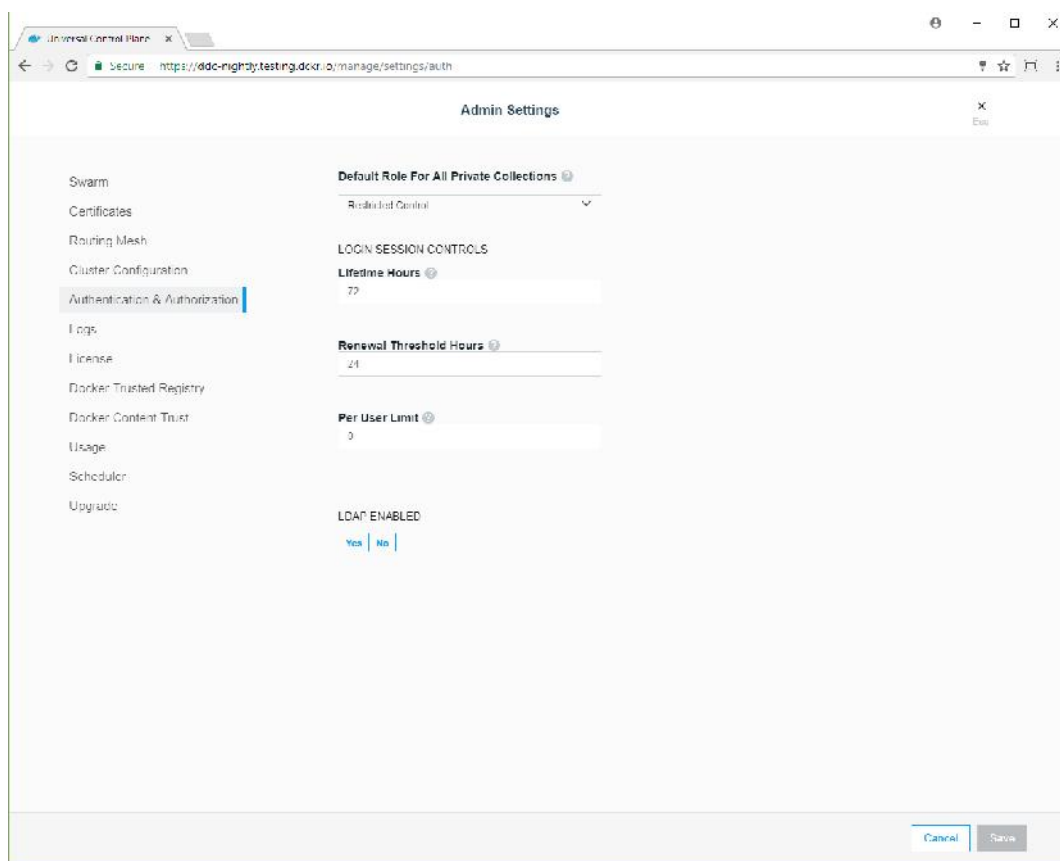 Universal Control Plane
Secure https://ddc-nightly.testing.dckr.io/manage/settings/auth
Admin Settings
Esc
Swarm
Certificates
Routing Mesh
Cluster Configuration
Authentication & Authorization
Logs
License
Docker Trusted Registry
Docker Content Trust
Usage
Scheduler
Upgrade
Default Role For All Private Collections
Restricted Control
LOGIN SESSION CONTROLS
Lifetime Hours
72
Renewal Threshold Hours
24
Per User Limit
0
LDAP ENABLED
Yes No
Cancel Save